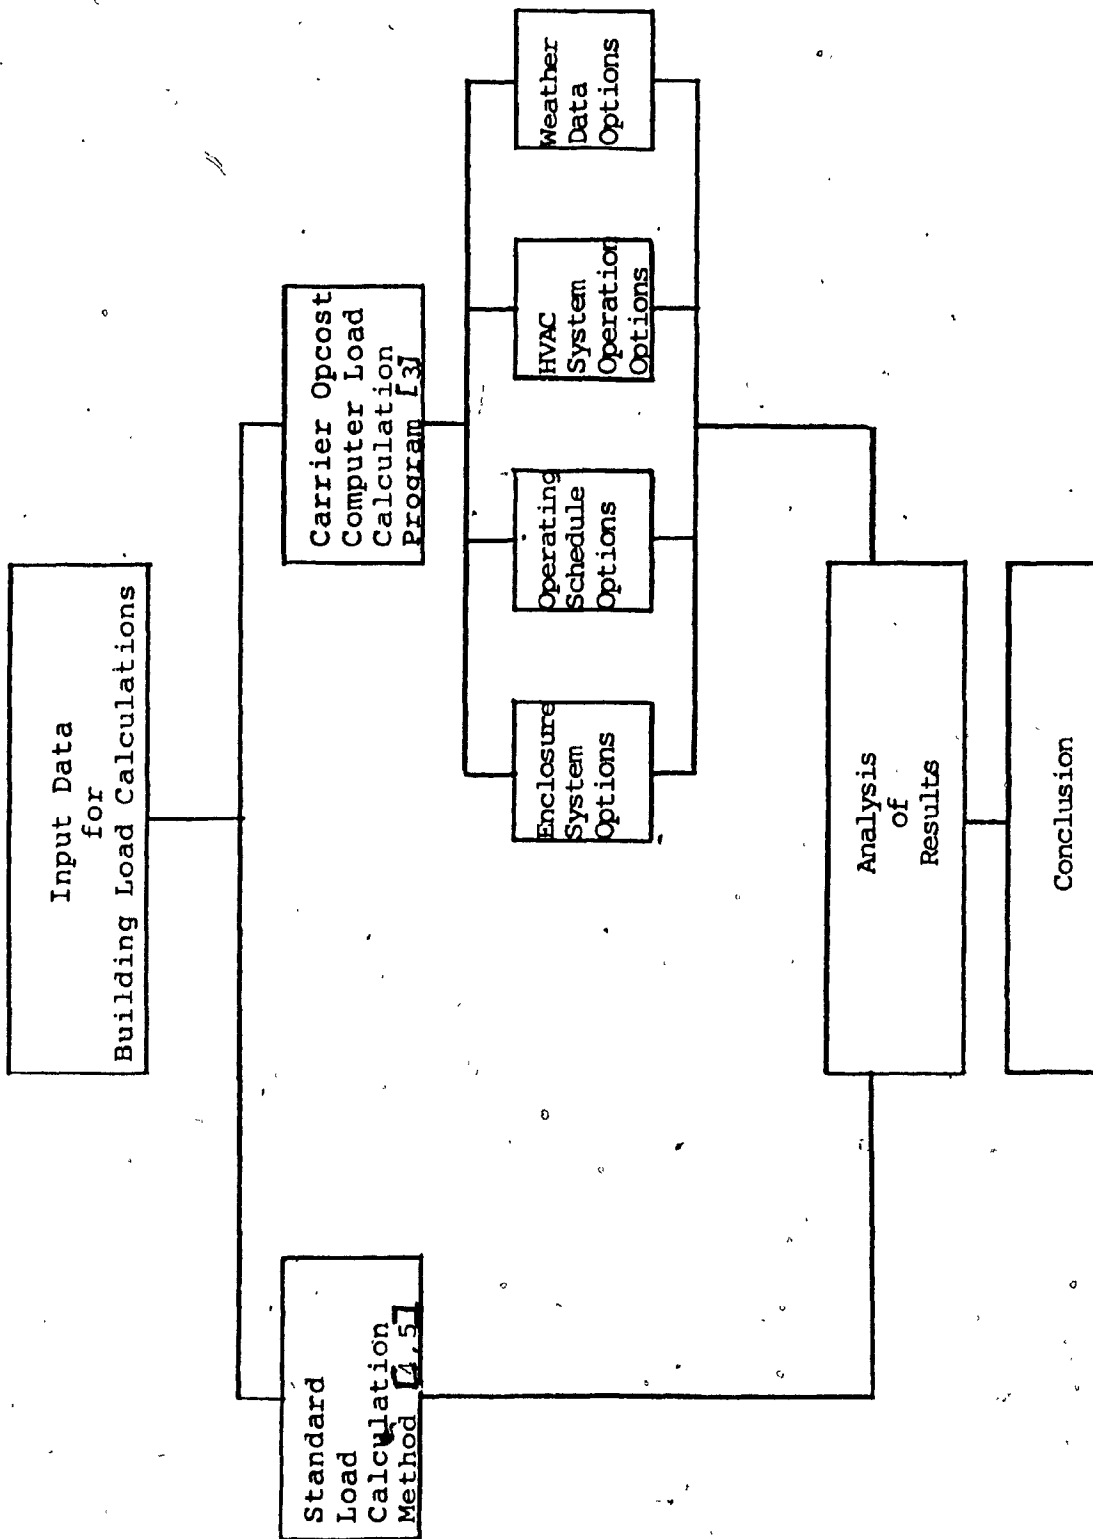 Input Data
for
Building Load Calculations
Standard
Load
Calculation
Method [4,5]
Carrier Opcost
Computer Load
Calculation
Program [3]
Enclosure
System
Options
Operating
Schedule
Options
HVAC
System
Operation
Options
Weather
Data
Options
Analysis
of
Results
Conclusion